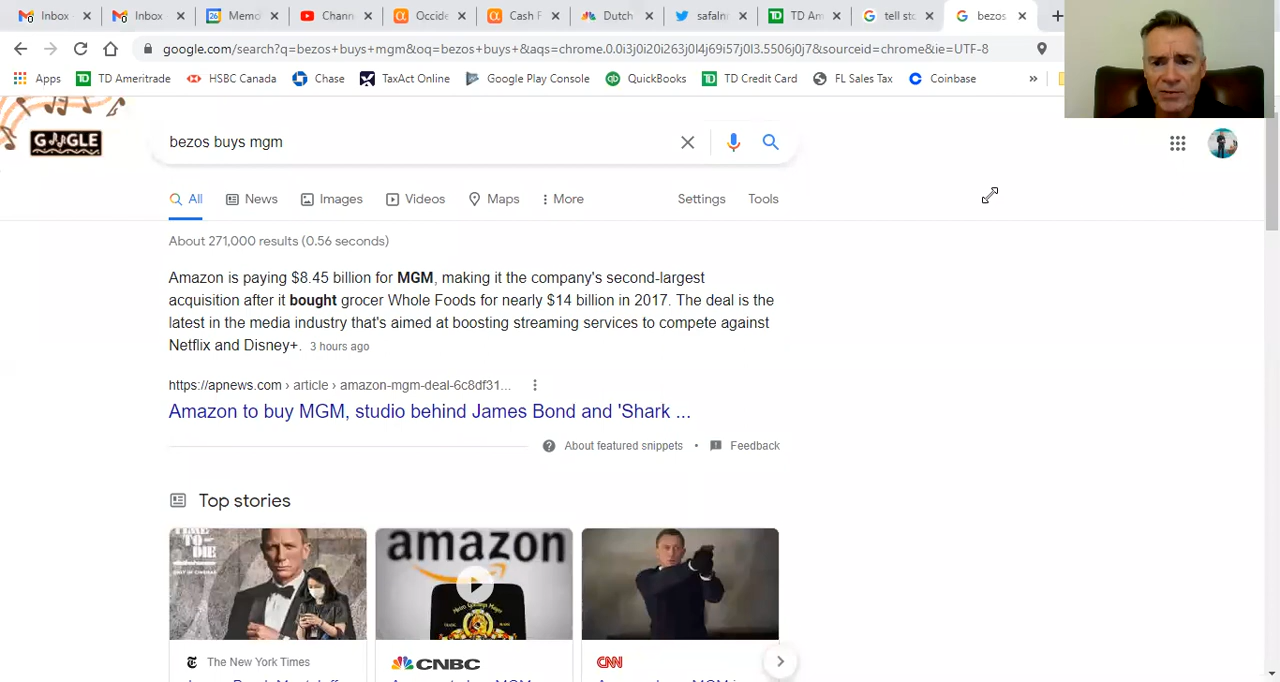 Inbox
Inbox
Chann
Occide
Cash F
Dutch
TD Am
tell sto
bezos
google.com/search?q=bezos+buys+mgm&oq=bezos+buys+&aqs=chrome.0.0i3j0i20i263j0l4j69i57j0l3.5506j0j7&sourceid=chrome&ie=UTF-8
Apps
TD Ameritrade
HSBC Canada
Chase
TaxAct Online
Google Play Console
QuickBooks
TD Credit Card
FL Sales Tax
Coinbase
bezos buys mgm
All
News
Images
Videos
Maps
More
Settings
Tools
About 271,000 results (0.56 seconds)
Amazon is paying $8.45 billion for MGM, making it the company's second-largest
acquisition after it bought grocer Whole Foods for nearly $14 billion in 2017. The deal is the
latest in the media industry that's aimed at boosting streaming services to compete against
Netflix and Disney+. 3 hours ago
https://apnews.com › article › amazon-mgm-deal-6c8df31...
Amazon to buy MGM, studio behind James Bond and 'Shark ...
About featured snippets • Feedback
Top stories
TO-
DIE
amazon
The New York Times
CNBC
CNN